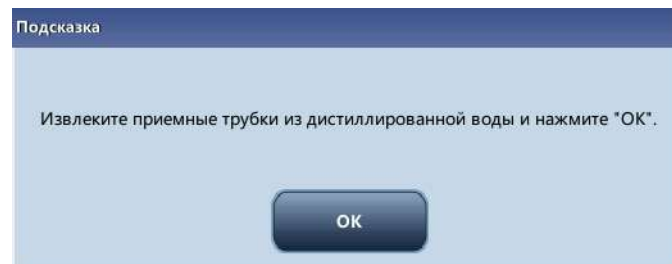 Подсказка
Извлеките приемные трубки из дистиллированной воды и нажмите "ОК".
ОК